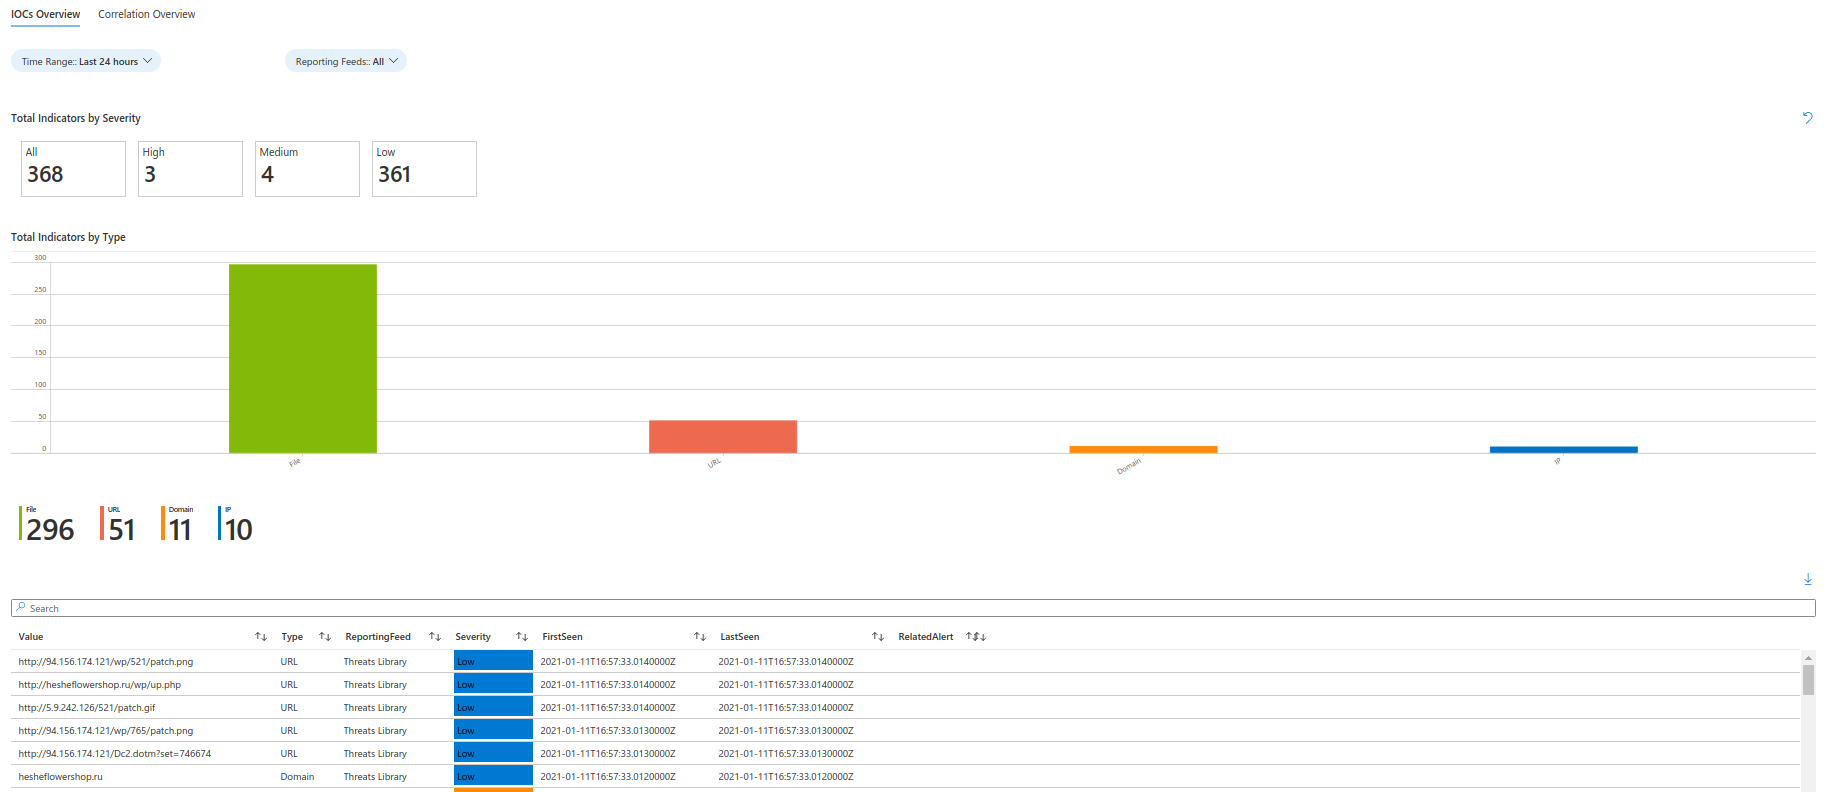 IOCs Overview Correlation Overview
Time Range:: Last 24 hours Reporting Feeds:: All
Total Indicators by Severity
All High Medium Low
368 3 4 361
Total Indicators by Type
300
250
200
150
100
50
0
File URL Domain IP
File URL Domain IP
296 51 11 10
Search
Value Type ReportingFeed Severity FirstSeen LastSeen RelatedAlert
http://94.156.174.121/wp/521/patch.png URL Threats Library Low 2021-01-11T16:57:33.0140000Z 2021-01-11T16:57:33.0140000Z
http://hesheflowershop.ru/wp/up.php URL Threats Library Low 2021-01-11T16:57:33.0140000Z 2021-01-11T16:57:33.0140000Z
http://5.9.242.126/521/patch.gif URL Threats Library Low 2021-01-11T16:57:33.0140000Z 2021-01-11T16:57:33.0140000Z
http://94.156.174.121/wp/765/patch.png URL Threats Library Low 2021-01-11T16:57:33.0130000Z 2021-01-11T16:57:33.0130000Z
http://94.156.174.121/Dc2.dotm?set=746674 URL Threats Library Low 2021-01-11T16:57:33.0130000Z 2021-01-11T16:57:33.0130000Z
hesheflowershop.ru Domain Threats Library Low 2021-01-11T16:57:33.0120000Z 2021-01-11T16:57:33.0120000Z